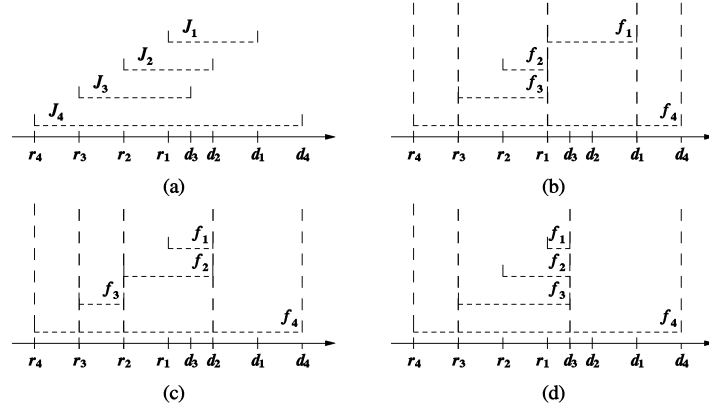 J1
f1
J2
f2
J3
f3
J4
f4
r4 r3 r2 r1 d3 d2 d1 d4
r4 r3 r2 r1 d3 d2 d1 d4
(a)
(b)
f1
f1
f2
f2
f3
f3
f4
f4
r4 r3 r2 r1 d3 d2 d1 d4
r4 r3 r2 r1 d3 d2 d1 d4
(c)
(d)